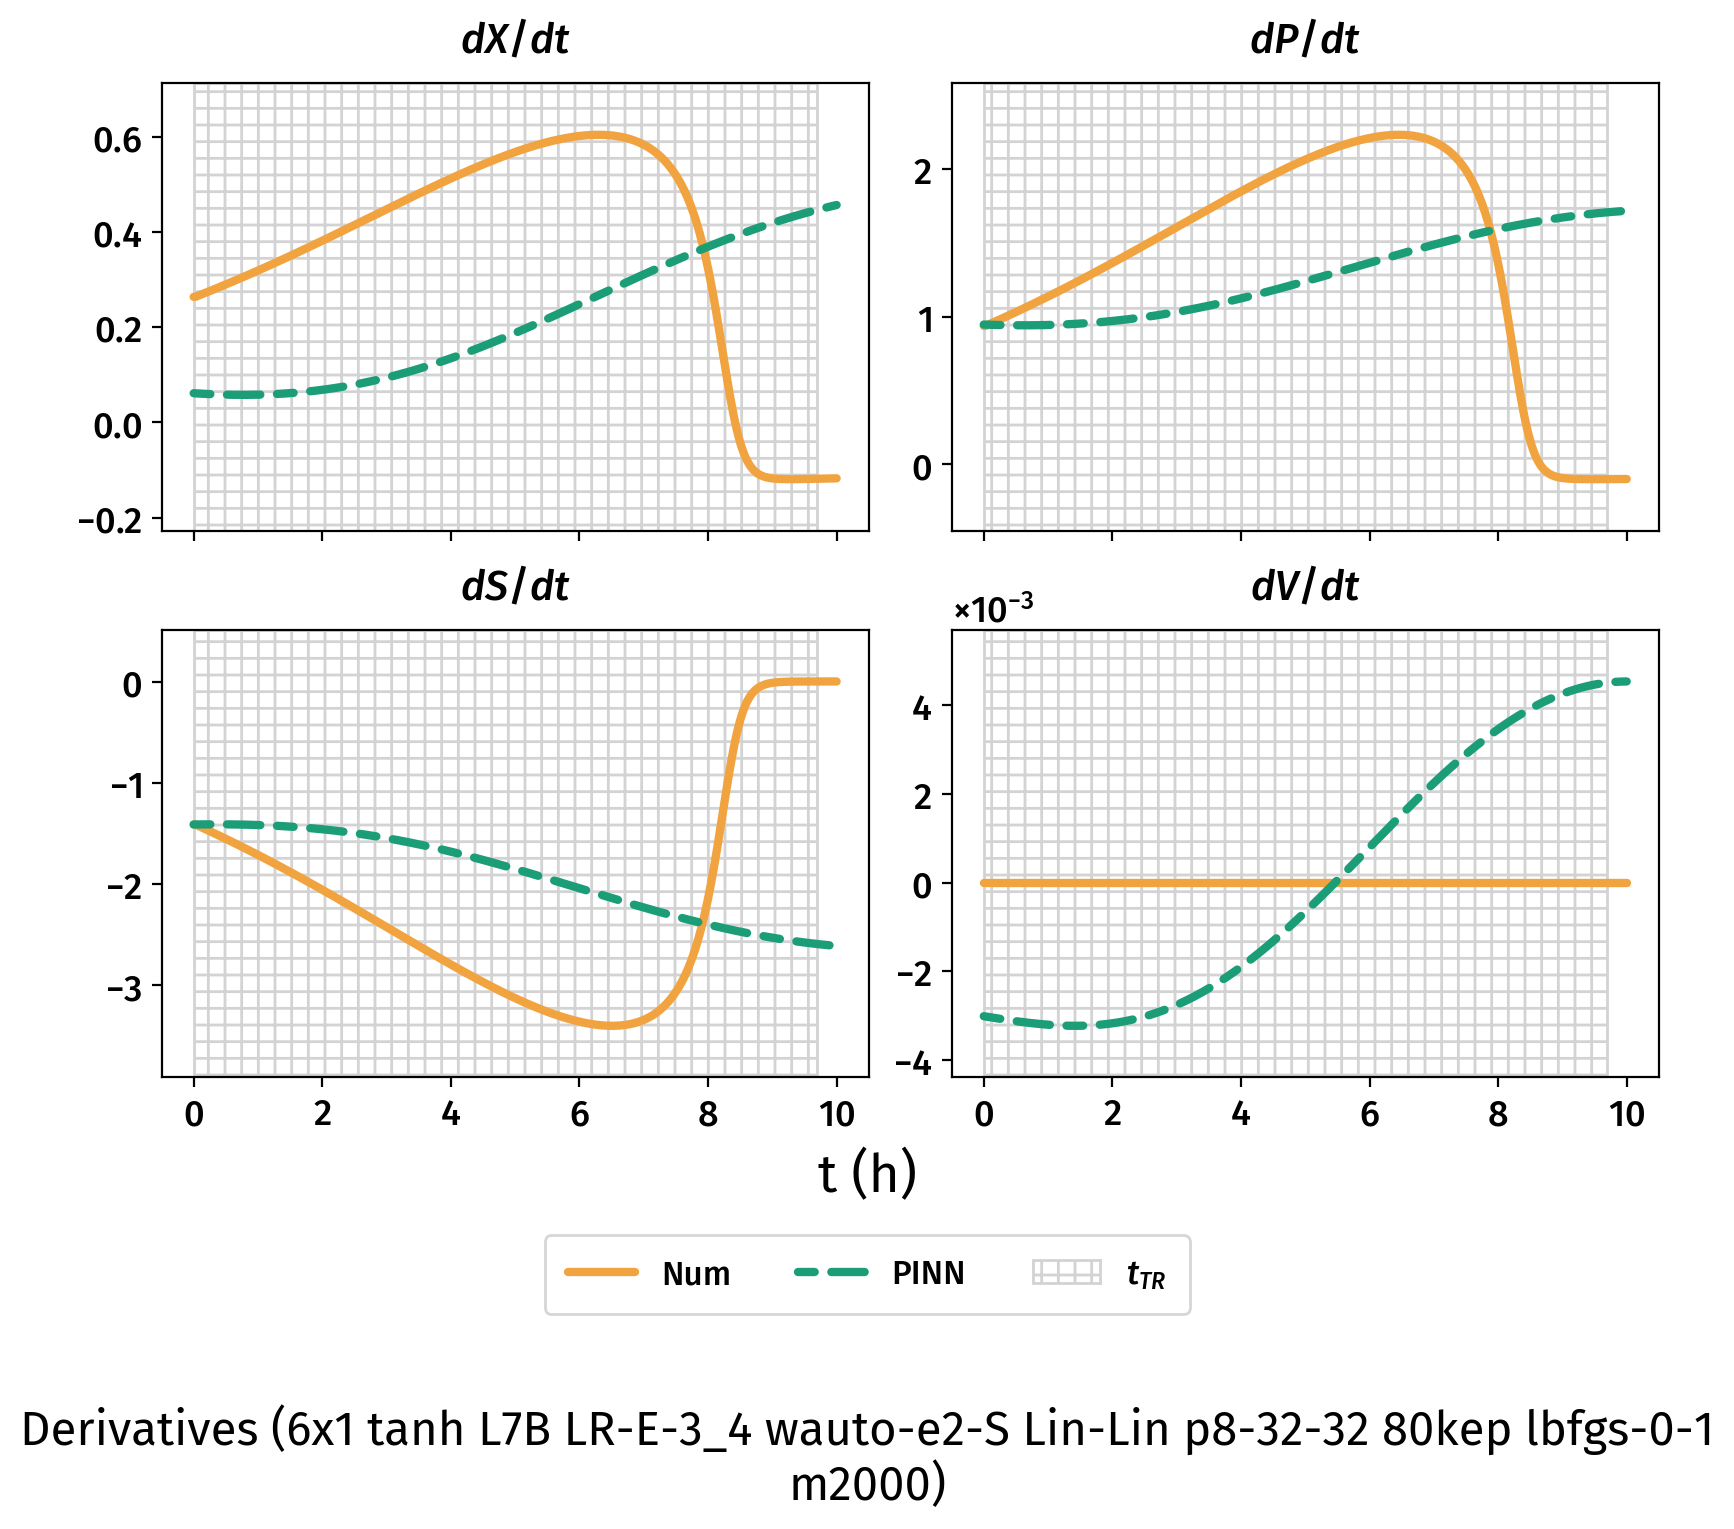 dX/dt
dP/dt
0.6
0.4
0.2
0.0
−0.2
2
1
0
dS/dt
dV/dt
×10⁻³
0
−1
−2
−3
4
2
0
−2
−4
0 2 4 6 8 10
0 2 4 6 8 10
t (h)
Num PINN t_TR
Derivatives (6x1 tanh L7B LR-E-3_4 wauto-e2-S Lin-Lin p8-32-32 80kep lbfgs-0-1
m2000)